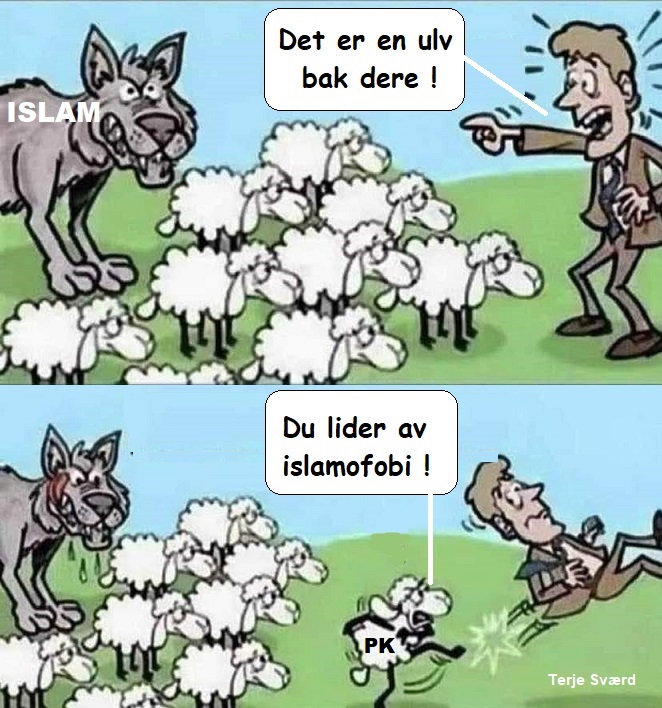 Det er en ulv
bak dere !
ISLAM
Du lider av
islamofobi !
PK
Terje Sværd